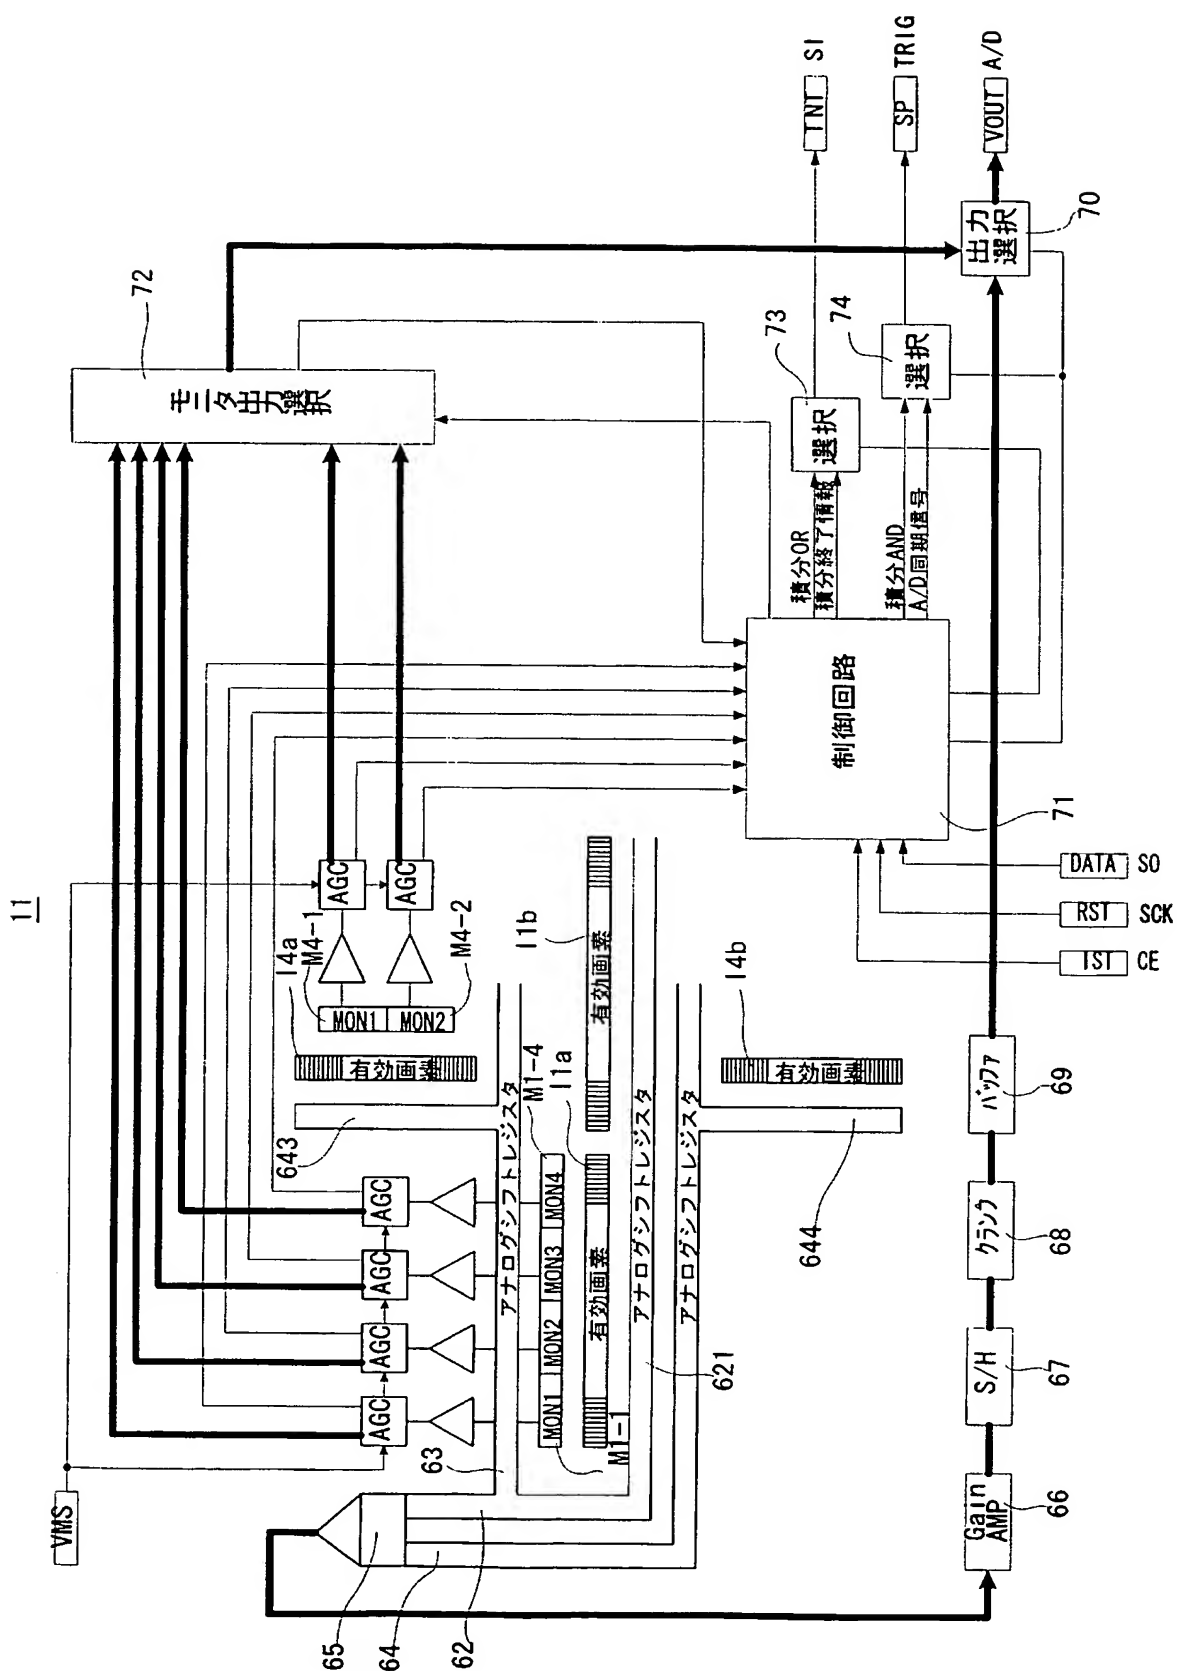 11
VMS
モニタ出力選択
72
AGC
AGC
AGC
AGC
AGC
AGC
I4a
M4-1
M4-2
MON1
MON2
有効画素
643
63
アナログシフトレジスタ
MON1
MON2
MON3
MON4
M1-4
I1a
I1b
有効画素
有効画素
M1-1
アナログシフトレジスタ
621
アナログシフトレジスタ
644
I4b
有効画素
65
64
62
制御回路
71
積分OR
積分終了情報
積分AND
A/D同期信号
選択
73
選択
74
TNT
SI
SP
TRIG
VOUT
A/D
出力選択
70
DATA
SO
RST
SCK
IST
CE
Gain AMP
66
S/H
67
クランプ
68
バッファ
69